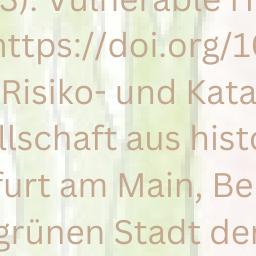 3). Vulnerable
https://doi.org/10
Risiko- und Kata
llschaft aus histo
furt am Main, Be
grünen Stadt der